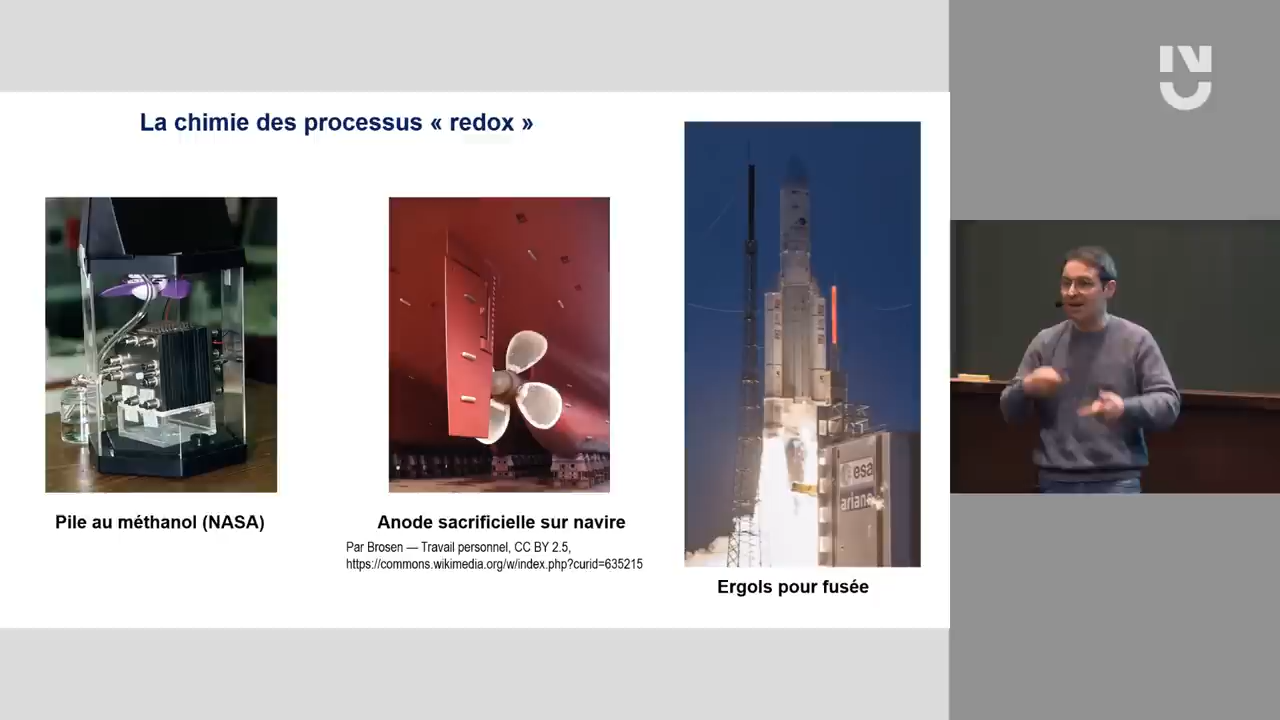 La chimie des processus « redox »
Pile au méthanol (NASA)
Anode sacrificielle sur navire
Par Brosen — Travail personnel, CC BY 2.5,
https://commons.wikimedia.org/w/index.php?curid=635215
esa
ariane
Ergols pour fusée